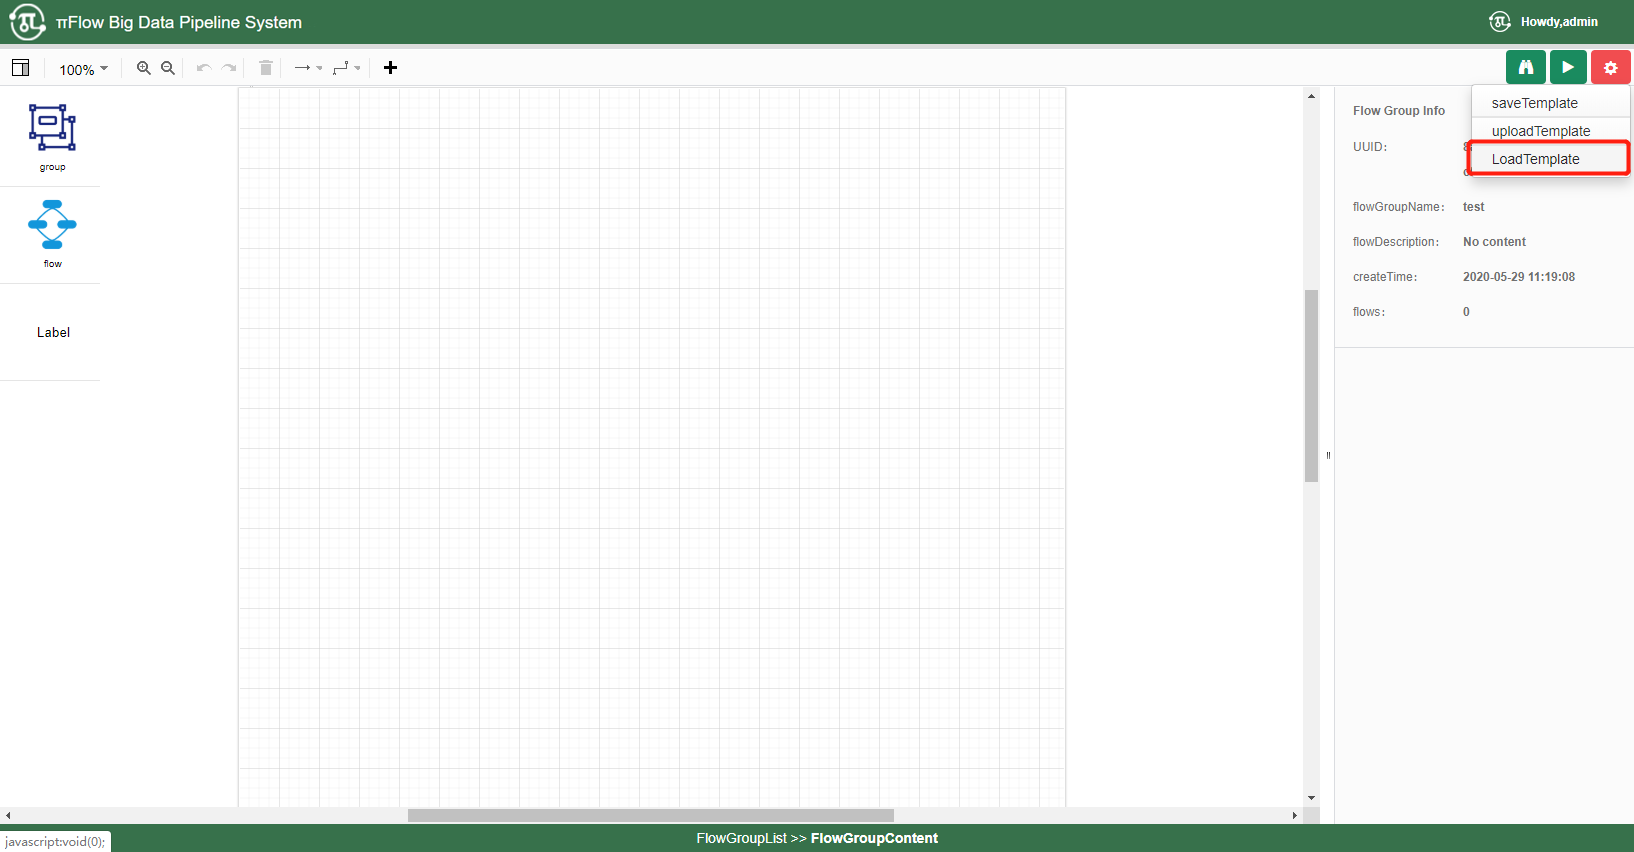 πFlow Big Data Pipeline System
Howdy,admin
100%
saveTemplate
uploadTemplate
LoadTemplate
group
flow
Label
Flow Group Info
UUID:
flowGroupName: test
flowDescription: No content
createTime: 2020-05-29 11:19:08
flows: 0
FlowGroupList >> FlowGroupContent
javascript:void(0);